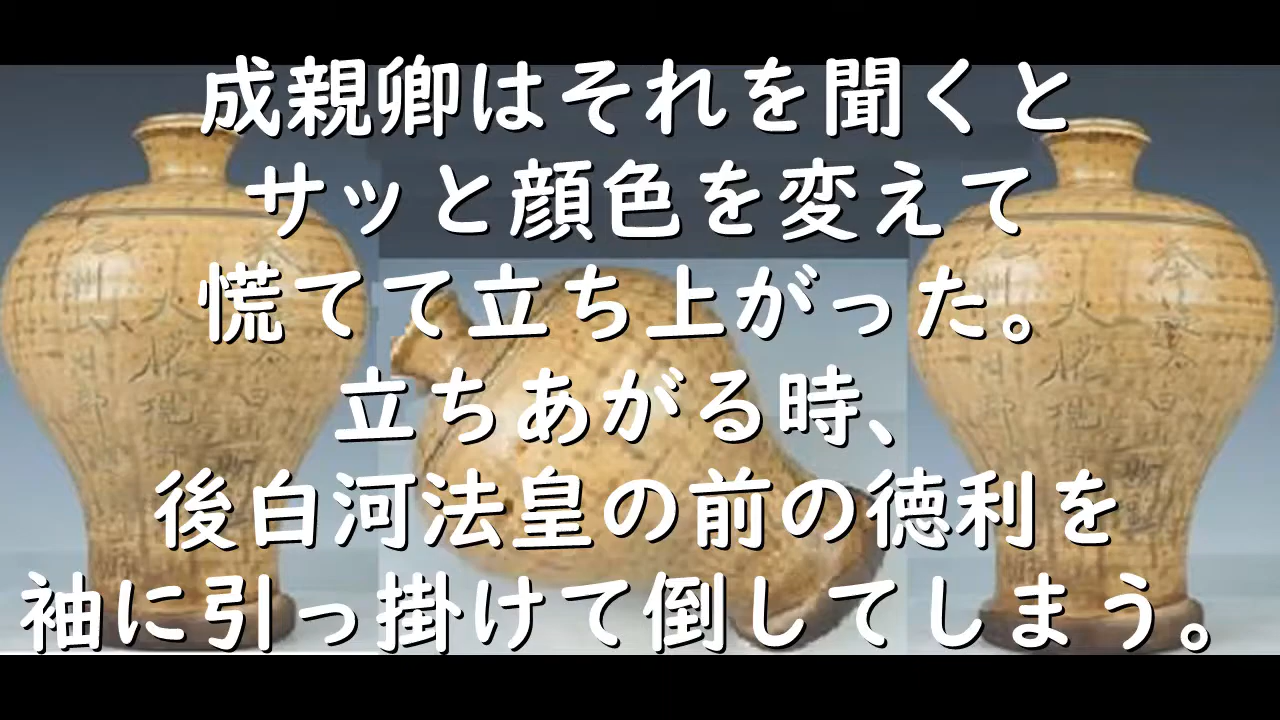 成親卿はそれを聞くと
サッと顔色を変えて
慌てて立ち上がった。
立ちあがる時、
後白河法皇の前の徳利を
袖に引っ掛けて倒してしまう。